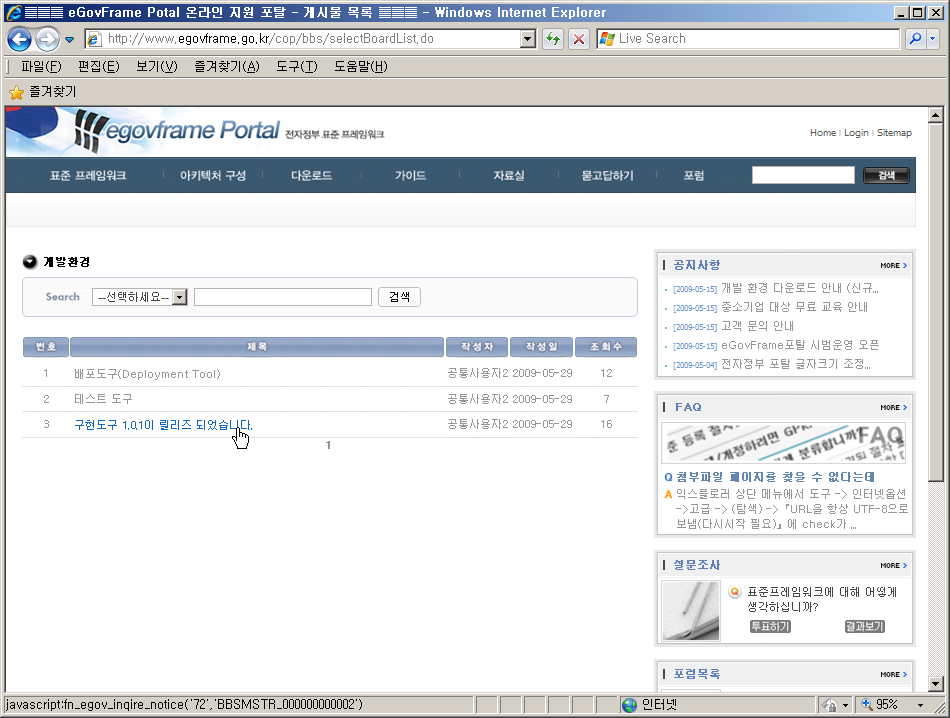 eGovFrame Potal 온라인 지원 포탈 - 게시물 목록 - Windows Internet Explorer
http://www.egovframe.go.kr/cop/bbs/selectBoardList.do
Live Search
파일(F) 편집(E) 보기(V) 즐겨찾기(A) 도구(T) 도움말(H)
즐겨찾기
egovframe Portal 전자정부 표준 프레임워크
Home Login Sitemap
표준 프레임워크 아키텍처 구성 다운로드 가이드 자료실 묻고답하기 포럼 검색
개발환경
Search --선택하세요-- 검색
번호 제목 작성자 작성일 조회수
1 배포도구(Deployment Tool) 공통사용자2 2009-05-29 12
2 테스트 도구 공통사용자2 2009-05-29 7
3 구현도구 1.0.1이 릴리즈 되었습니다. 공통사용자2 2009-05-29 16
1
공지사항 MORE
[2009-05-15] 개발 환경 다운로드 안내 (신규...
[2009-05-15] 중소기업 대상 무료 교육 안내
[2009-05-15] 고객 문의 안내
[2009-05-15] eGovFrame포탈 시범운영 오픈
[2009-05-04] 전자정부 포탈 글자크기 조정...
FAQ MORE
FAQ
Q 첨부파일 페이지를 찾을 수 없다는데
A 익스플로러 상단 메뉴에서 도구 -> 인터넷옵션
->고급 -> (탐색) -> 『URL을 항상 UTF-8으로
보냄(다시시작 필요)』에 check가 ...
설문조사 MORE
Q 표준프레임워크에 대해 어떻게
생각하십니까?
투표하기 결과보기
포럼목록 MORE
javascript:fn_egov_inqire_notice('72','BBSMSTR_000000000002')
인터넷
95%